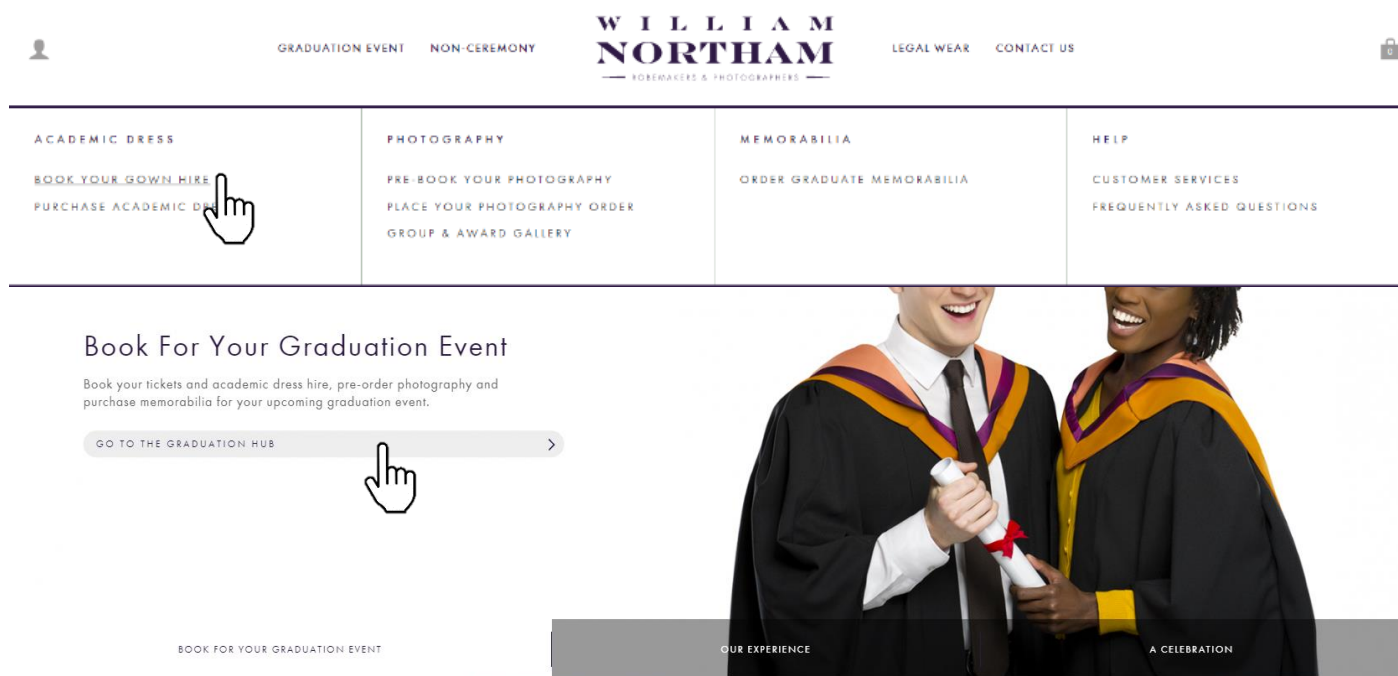 GRADUATION EVENT NON-CEREMONY
WILLIAM
NORTHAM
ROBEMAKERS & PHOTOGRAPHERS
LEGAL WEAR CONTACT US
0
ACADEMIC DRESS
BOOK YOUR GOWN HIRE
PURCHASE ACADEMIC
PHOTOGRAPHY
PRE-BOOK YOUR PHOTOGRAPHY
PLACE YOUR PHOTOGRAPHY ORDER
GROUP & AWARD GALLERY
MEMORABILIA
ORDER GRADUATE MEMORABILIA
HELP
CUSTOMER SERVICES
FREQUENTLY ASKED QUESTIONS
Book For Your Graduation Event
Book your tickets and academic dress hire, pre-order photography and
purchase memorabilia for your upcoming graduation event.
GO TO THE GRADUATION HUB
BOOK FOR YOUR GRADUATION EVENT
OUR EXPERIENCE
A CELEBRATION